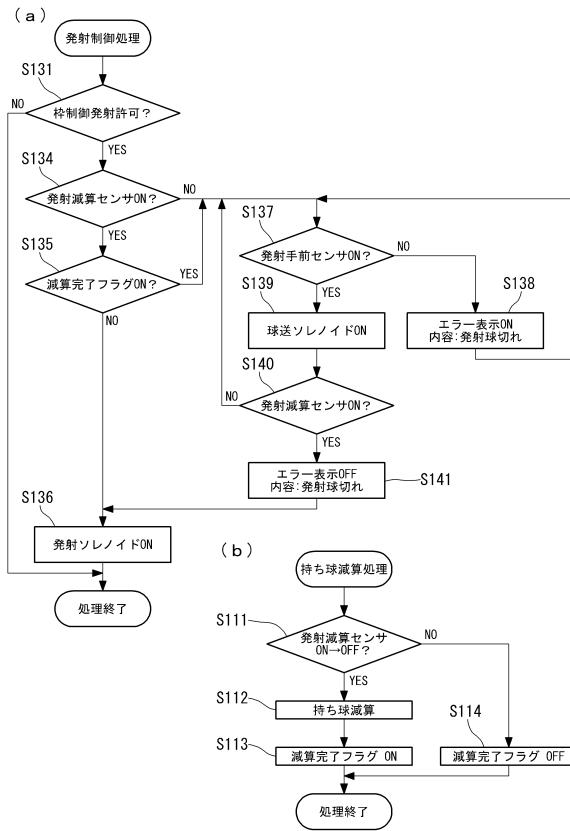 (a)
発射制御処理
S131
枠制御発射許可？
NO
YES
S134
発射減算センサON？
NO
YES
S135
減算完了フラグON？
YES
NO
S137
発射手前センサON？
NO
YES
S138
エラー表示ON
内容:発射球切れ
S139
球送ソレノイドON
S140
発射減算センサON？
NO
YES
エラー表示OFF
内容:発射球切れ
S141
S136
発射ソレノイドON
処理終了
(b)
持ち球減算処理
S111
発射減算センサ
ON→OFF？
NO
YES
S112
持ち球減算
S113
減算完了フラグ ON
S114
減算完了フラグ OFF
処理終了